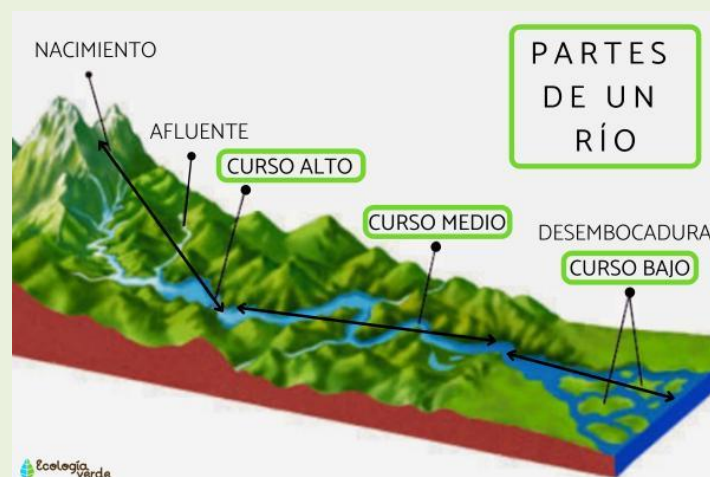 PARTES
DE UN
RÍO
NACIMIENTO
AFLUENTE
CURSO ALTO
CURSO MEDIO
DESEMBOCADURA
CURSO BAJO
Ecología
verde